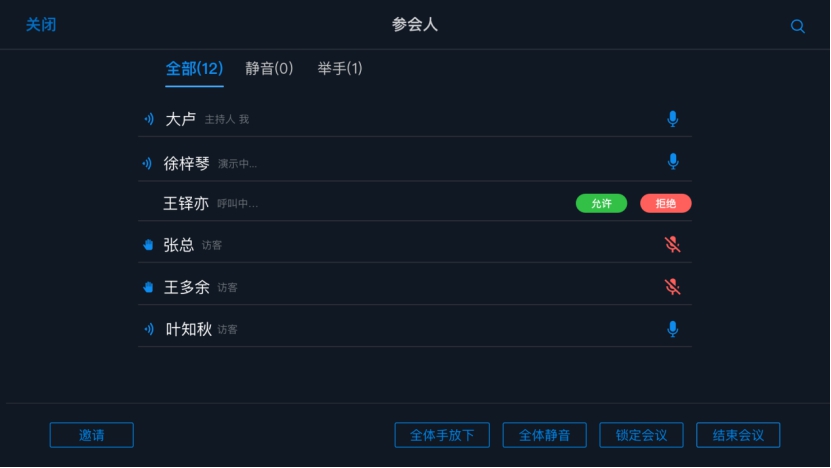 关闭 参会人
全部(12) 静音(0) 举手(1)
大卢 主持人 我
徐梓琴 演示中...
王铎亦 呼叫中... 允许 拒绝
张总 访客
王多余 访客
叶知秋 访客
邀请 全体手放下 全体静音 锁定会议 结束会议